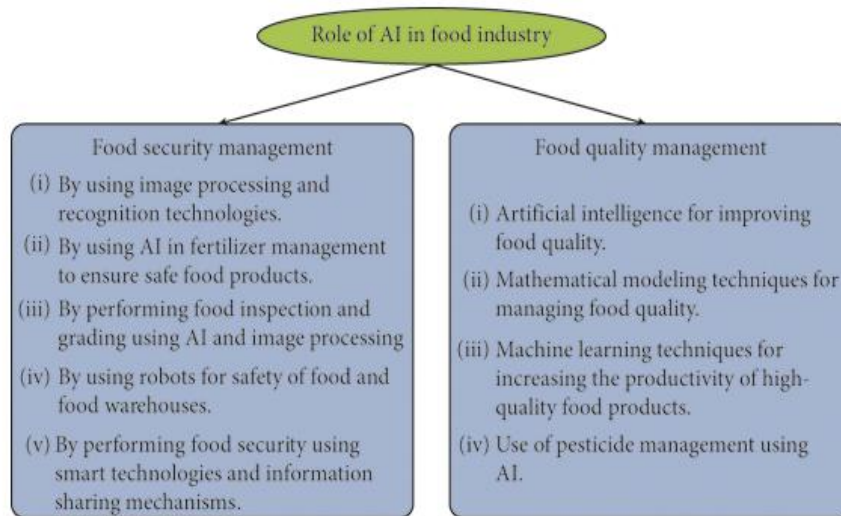 Role of AI in food industry
Food security management
(i) By using image processing and
recognition technologies.
(ii) By using AI in fertilizer management
to ensure safe food products.
(iii) By performing food inspection and
grading using AI and image processing
(iv) By using robots for safety of food and
food warehouses.
(v) By performing food security using
smart technologies and information
sharing mechanisms.
Food quality management
(i) Artificial intelligence for improving
food quality.
(ii) Mathematical modeling techniques for
managing food quality.
(iii) Machine learning techniques for
increasing the productivity of high-
quality food products.
(iv) Use of pesticide management using
AI.